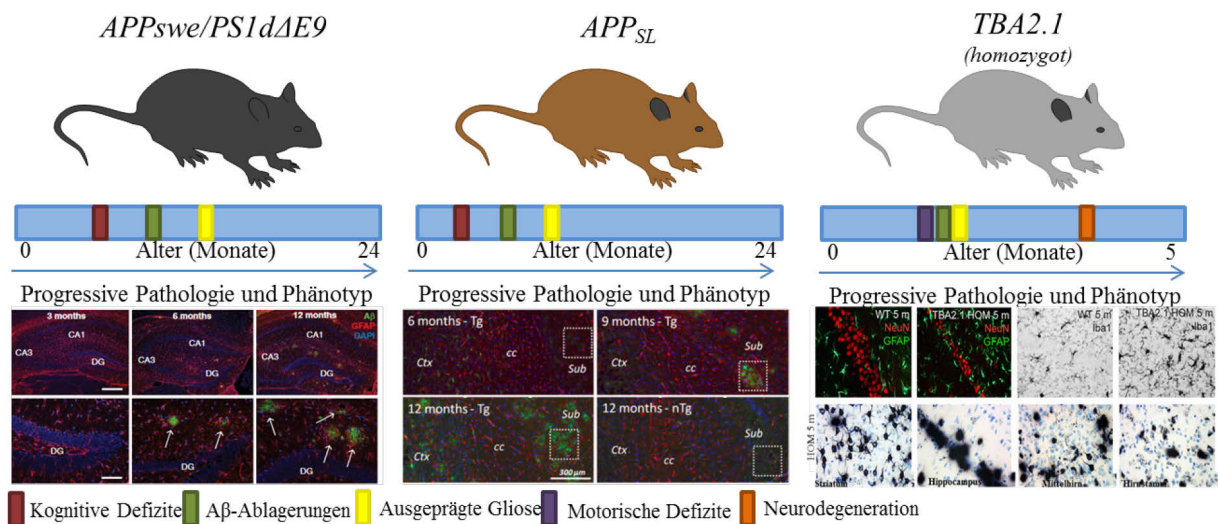 APPswe/PS1dΔE9
APP_SL
TBA2.1
(homozygot)
0 Alter (Monate) 24
0 Alter (Monate) 24
0 Alter (Monate) 5
Progressive Pathologie und Phänotyp
Progressive Pathologie und Phänotyp
Progressive Pathologie und Phänotyp
3 months
CA1
CA3
DG
6 months
CA1
CA3
DG
12 months
Aβ
GFAP
DAPI
CA1
CA3
DG
DG
DG
DG
6 months - Tg
Sub
cc
Ctx
9 months - Tg
Sub
cc
Ctx
12 months - Tg
Sub
cc
Ctx
300 µm
12 months - nTg
Sub
cc
Ctx
WT 5 m
NeuN
GFAP
TBA2.1 HOM 5 m
NeuN
GFAP
WT 5 m
Iba1
TBA2.1 HOM 5 m
Iba1
HOM 5 m
Striatum
Hippocampus
Mittelhirn
Hirnstamm
Kognitive Defizite
Aβ-Ablagerungen
Ausgeprägte Gliose
Motorische Defizite
Neurodegeneration